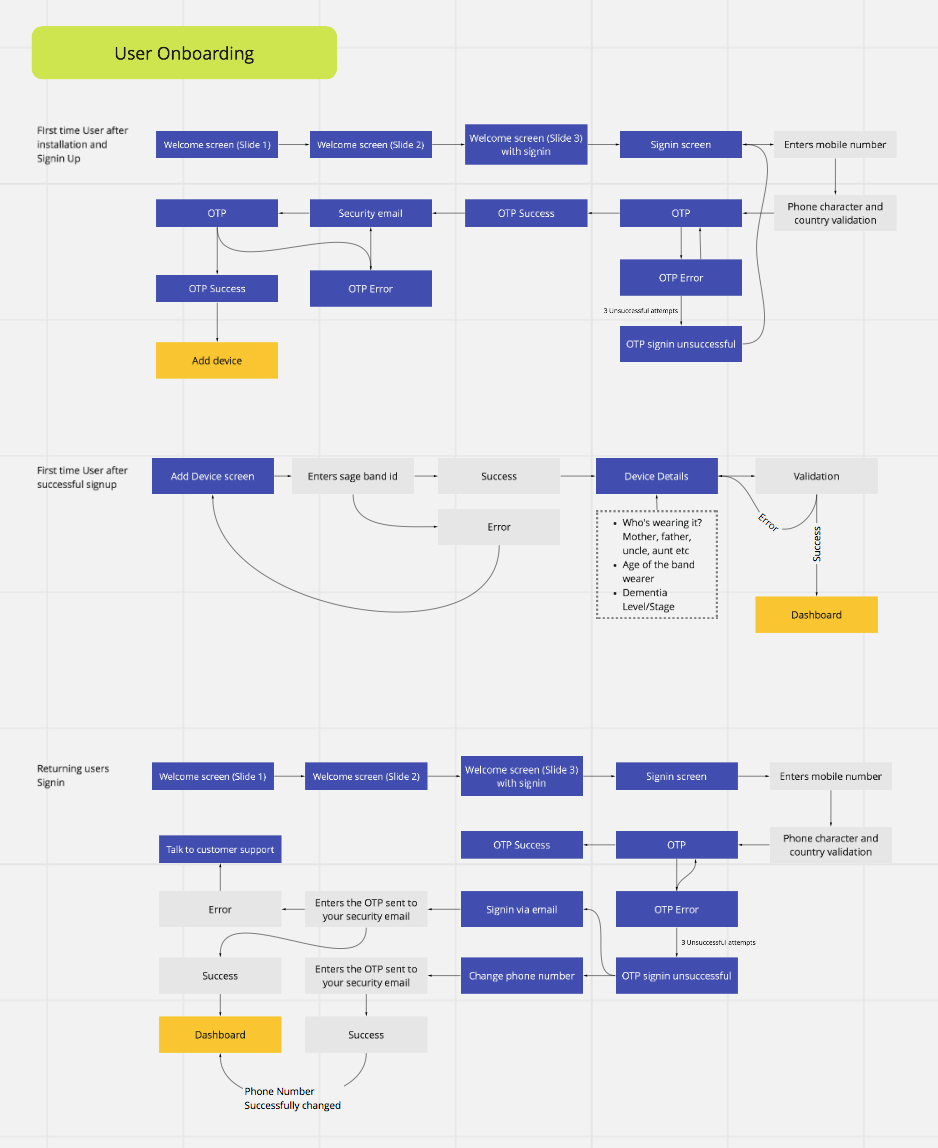 User Onboarding
FIrst time User after
installation and
Signin Up
Welcome screen (Slide 1)
Welcome screen (Slide 2)
Welcome screen (Slide 3)
with signin
Signin screen
Enters mobile number
OTP
Security email
OTP Success
OTP
Phone character and
country validation
OTP Success
OTP Error
OTP Error
3 Unsuccessful attempts
OTP signin unsuccessful
Add device
First time User after
successful signup
Add Device screen
Enters sage band id
Success
Device Details
Validation
Error
Error
Success
• Who's wearing it?
Mother, father,
uncle, aunt etc
• Age of the band
wearer
• Dementia
Level/Stage
Dashboard
Returning users
Signin
Welcome screen (Slide 1)
Welcome screen (Slide 2)
Welcome screen (Slide 3)
with signin
Signin screen
Enters mobile number
Talk to customer support
OTP Success
OTP
Phone character and
country validation
Error
Enters the OTP sent to
your security email
Signin via email
OTP Error
3 Unsuccessful attempts
Success
Enters the OTP sent to
your security email
Change phone number
OTP signin unsuccessful
Dashboard
Success
Phone Number
Successfully changed